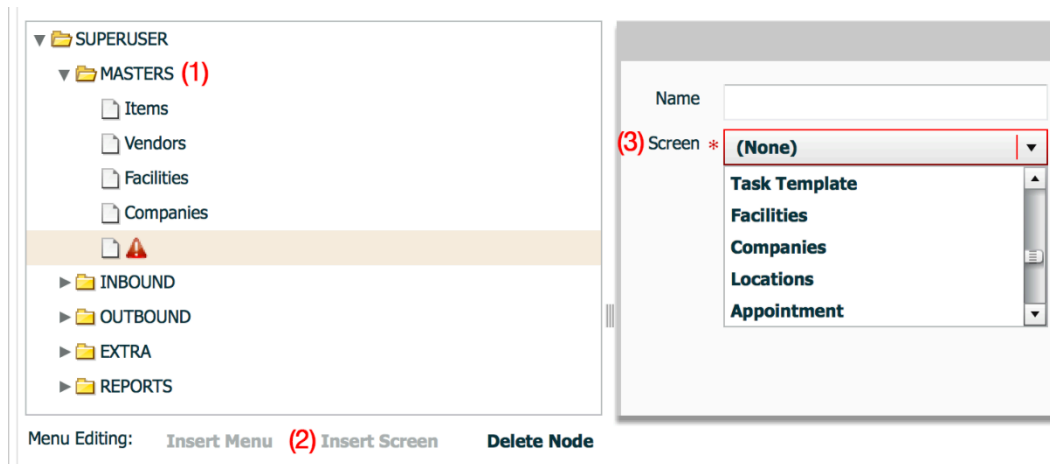 SUPERUSER
MASTERS (1)
Items
Vendors
Facilities
Companies
INBOUND
OUTBOUND
EXTRA
REPORTS
Menu Editing: Insert Menu (2) Insert Screen Delete Node
Name
(3) Screen * (None)
Task Template
Facilities
Companies
Locations
Appointment